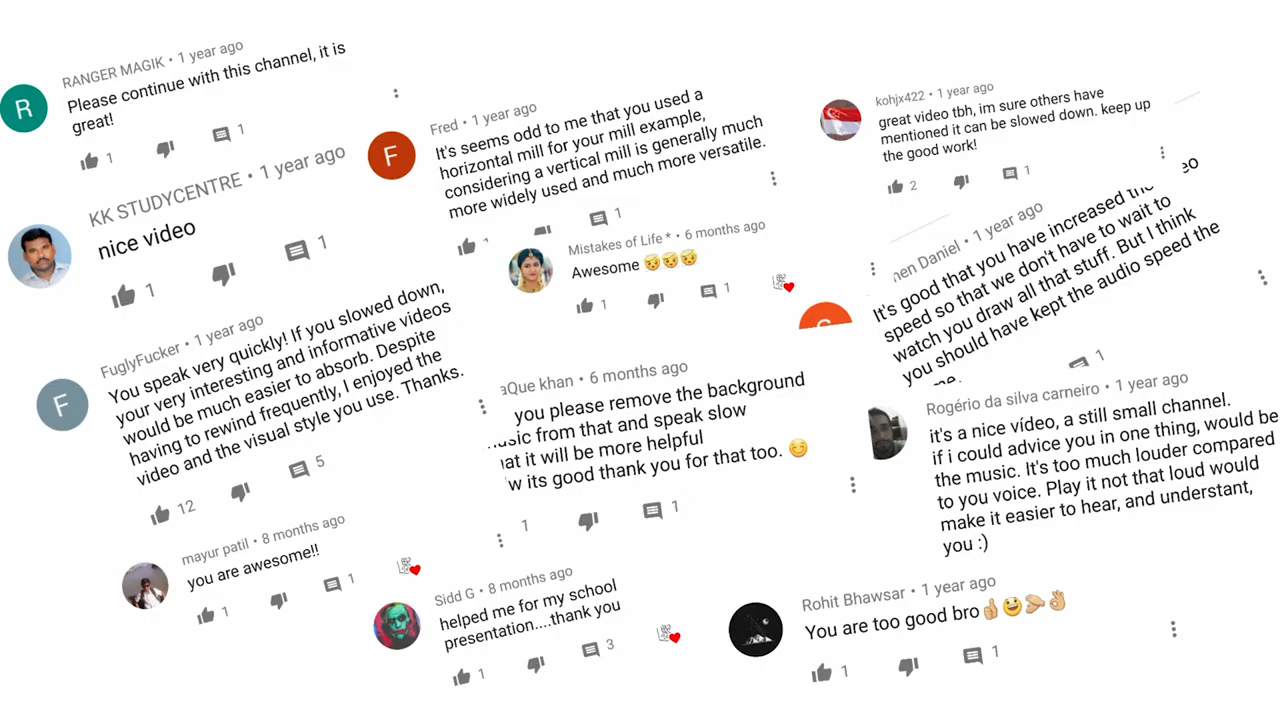 RANGER MAGIK • 1 year ago
Please continue with this channel, it is
great!
1
1
KK STUDYCENTRE • 1 year ago
nice video
1
1
FuglyFucker • 1 year ago
You speak very quickly! If you slowed down,
your very interesting and informative videos
would be much easier to absorb. Despite
having to rewind frequently, I enjoyed the
video and the visual style you use. Thanks.
12
5
mayur patil • 8 months ago
you are awesome!!
1
1
Fred • 1 year ago
It's seems odd to me that you used a
horizontal mill for your mill example,
considering a vertical mill is generally much
more widely used and much more versatile.
1
Mistakes of Life * • 6 months ago
Awesome 😇😇😇
1
1
aQue khan • 6 months ago
you please remove the background
from that and speak slow
it will be more helpful
its good thank you for that too. 😊
1
1
Sidd G • 8 months ago
helped me for my school
presentation....thank you
1
3
kohjx422 • 1 year ago
great video tbh, im sure others have
mentioned it can be slowed down. keep up
the good work!
2
1
Daniel • 1 year ago
It's good that you have increased
speed so that we don't have to wait to
watch you draw all that stuff. But I think
you should have kept the audio speed the
1
Rogério da silva carneiro • 1 year ago
it's a nice vídeo, a still small channel.
if i could advice you in one thing, would be
the music. It's too much louder compared
to you voice. Play it not that loud would
make it easier to hear, and understant,
you :)
Rohit Bhawsar • 1 year ago
You are too good bro👍😃🫱👌
1
1
R
F
F